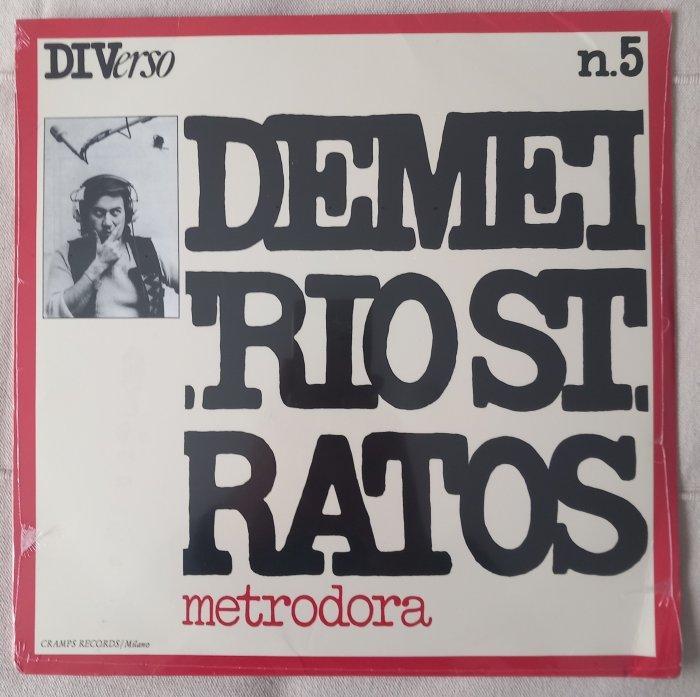 DIVerso
n.5
DEMET
RIO ST
RATOS
metrodora
CRAMPS RECORDS/Milano